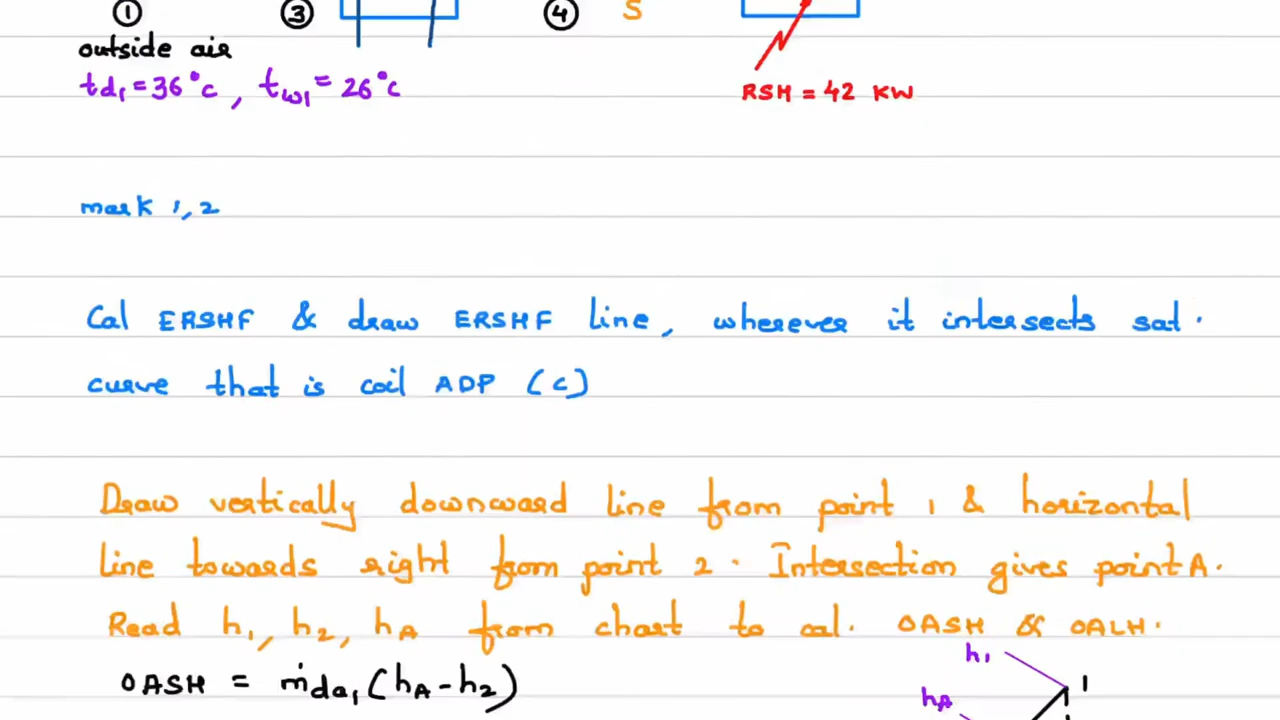 ① ③ ④ S
outside air
td₁ = 36°C , tw₁ = 26°C
RSH = 42 KW
mark 1,2
Cal ERSHF & draw ERSHF line, wherever it intersects sat.
curve that is coil ADP (C)
Draw vertically downward line from point 1 & horizontal
line towards right from point 2. Intersection gives point A.
Read h₁, h₂, hA from chart to cal. OASH & OALH.
h₁ 1
OASH = ṁda₁ (hA - h₂)
hA